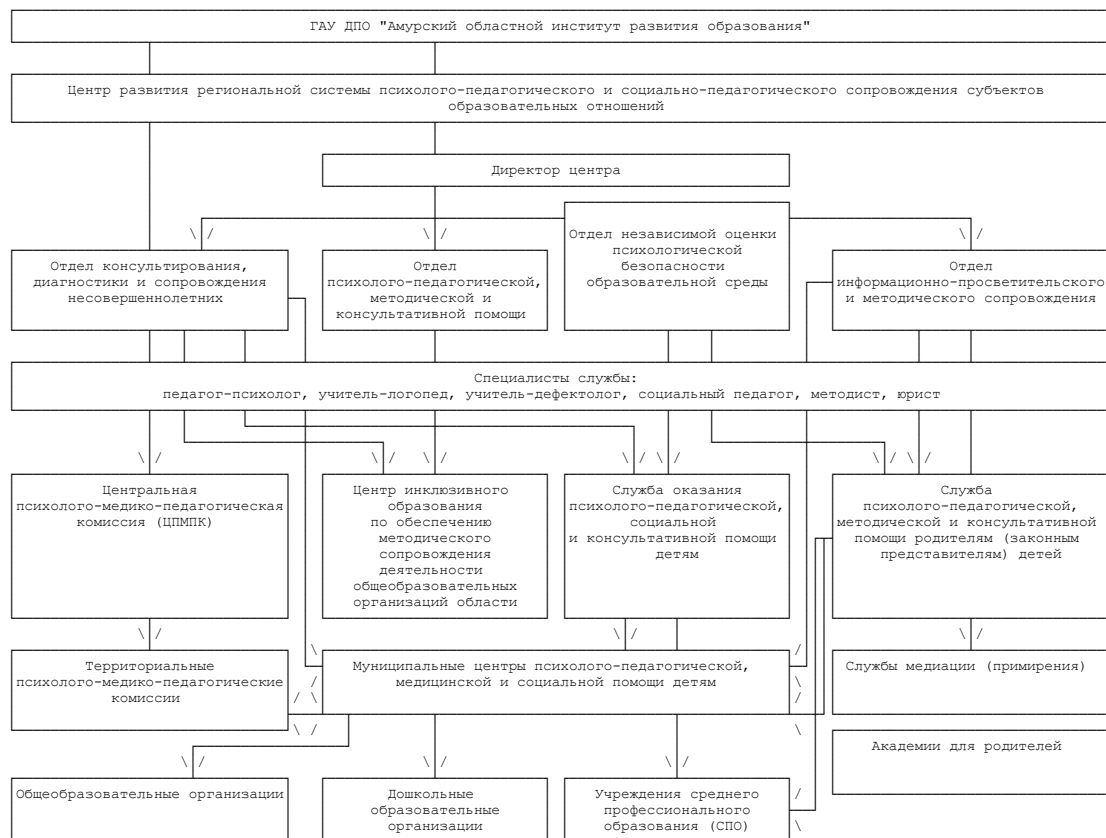 ГАУ ДПО "Амурский областной институт развития образования"
Центр развития региональной системы психолого-педагогического и социально-педагогического сопровождения субъектов
образовательных отношений
Директор центра
Отдел консультирования,
диагностики и сопровождения
несовершеннолетних
Отдел
психолого-педагогической,
методической и
консультативной помощи
Отдел независимой оценки
психологической
безопасности
образовательной среды
Отдел
информационно-просветительского
и методического сопровождения
Специалисты службы:
педагог-психолог, учитель-логопед, учитель-дефектолог, социальный педагог, методист, юрист
Центральная
психолого-медико-педагогическая
комиссия (ЦПМПК)
Центр инклюзивного
образования
по обеспечению
методического
сопровождения
деятельности
общеобразовательных
организаций области
Служба оказания
психолого-педагогической,
социальной
и консультативной помощи
детям
Служба
психолого-педагогической,
методической и консультативной
помощи родителям (законным
представителям) детей
Территориальные
психолого-медико-педагогические
комиссии
Муниципальные центры психолого-педагогической,
медицинской и социальной помощи детям
Службы медиации (примирения)
Академии для родителей
Общеобразовательные организации
Дошкольные
образовательные
организации
Учреждения среднего
профессионального
образования (СПО)